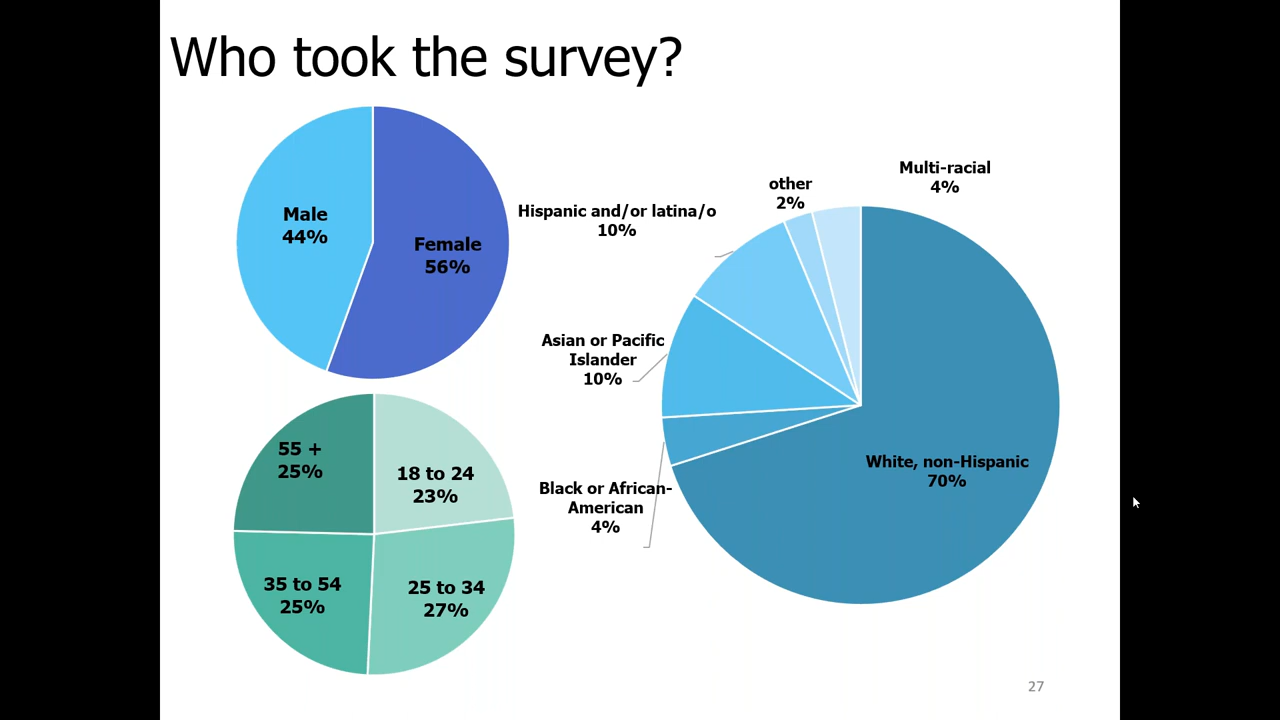 Who took the survey?
Male
44%
Female
56%
55 +
25%
18 to 24
23%
35 to 54
25%
25 to 34
27%
Multi-racial
4%
other
2%
Hispanic and/or latina/o
10%
Asian or Pacific
Islander
10%
Black or African-
American
4%
White, non-Hispanic
70%
27